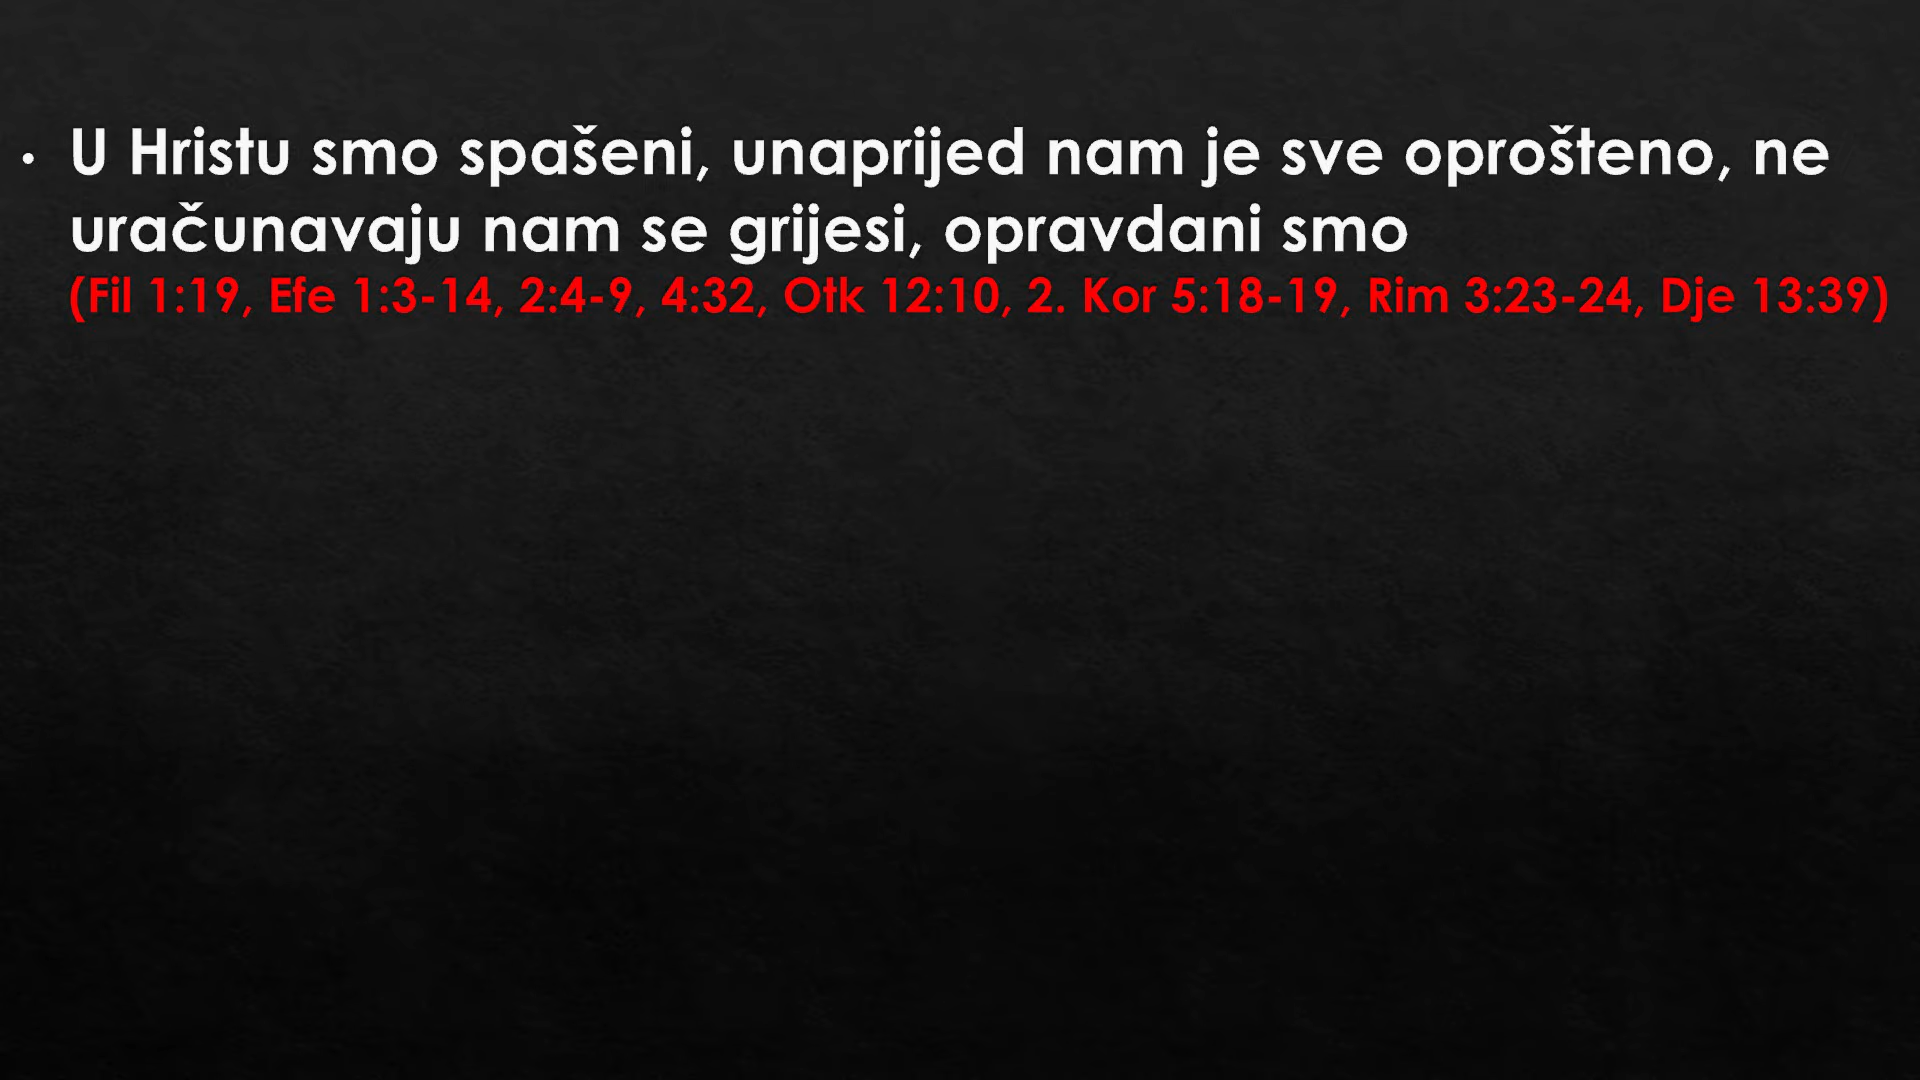 • U Hristu smo spašeni, unaprijed nam je sve oprošteno, ne
uračunavaju nam se grijesi, opravdani smo
(Fil 1:19, Efe 1:3-14, 2:4-9, 4:32, Otk 12:10, 2. Kor 5:18-19, Rim 3:23-24, Dje 13:39)